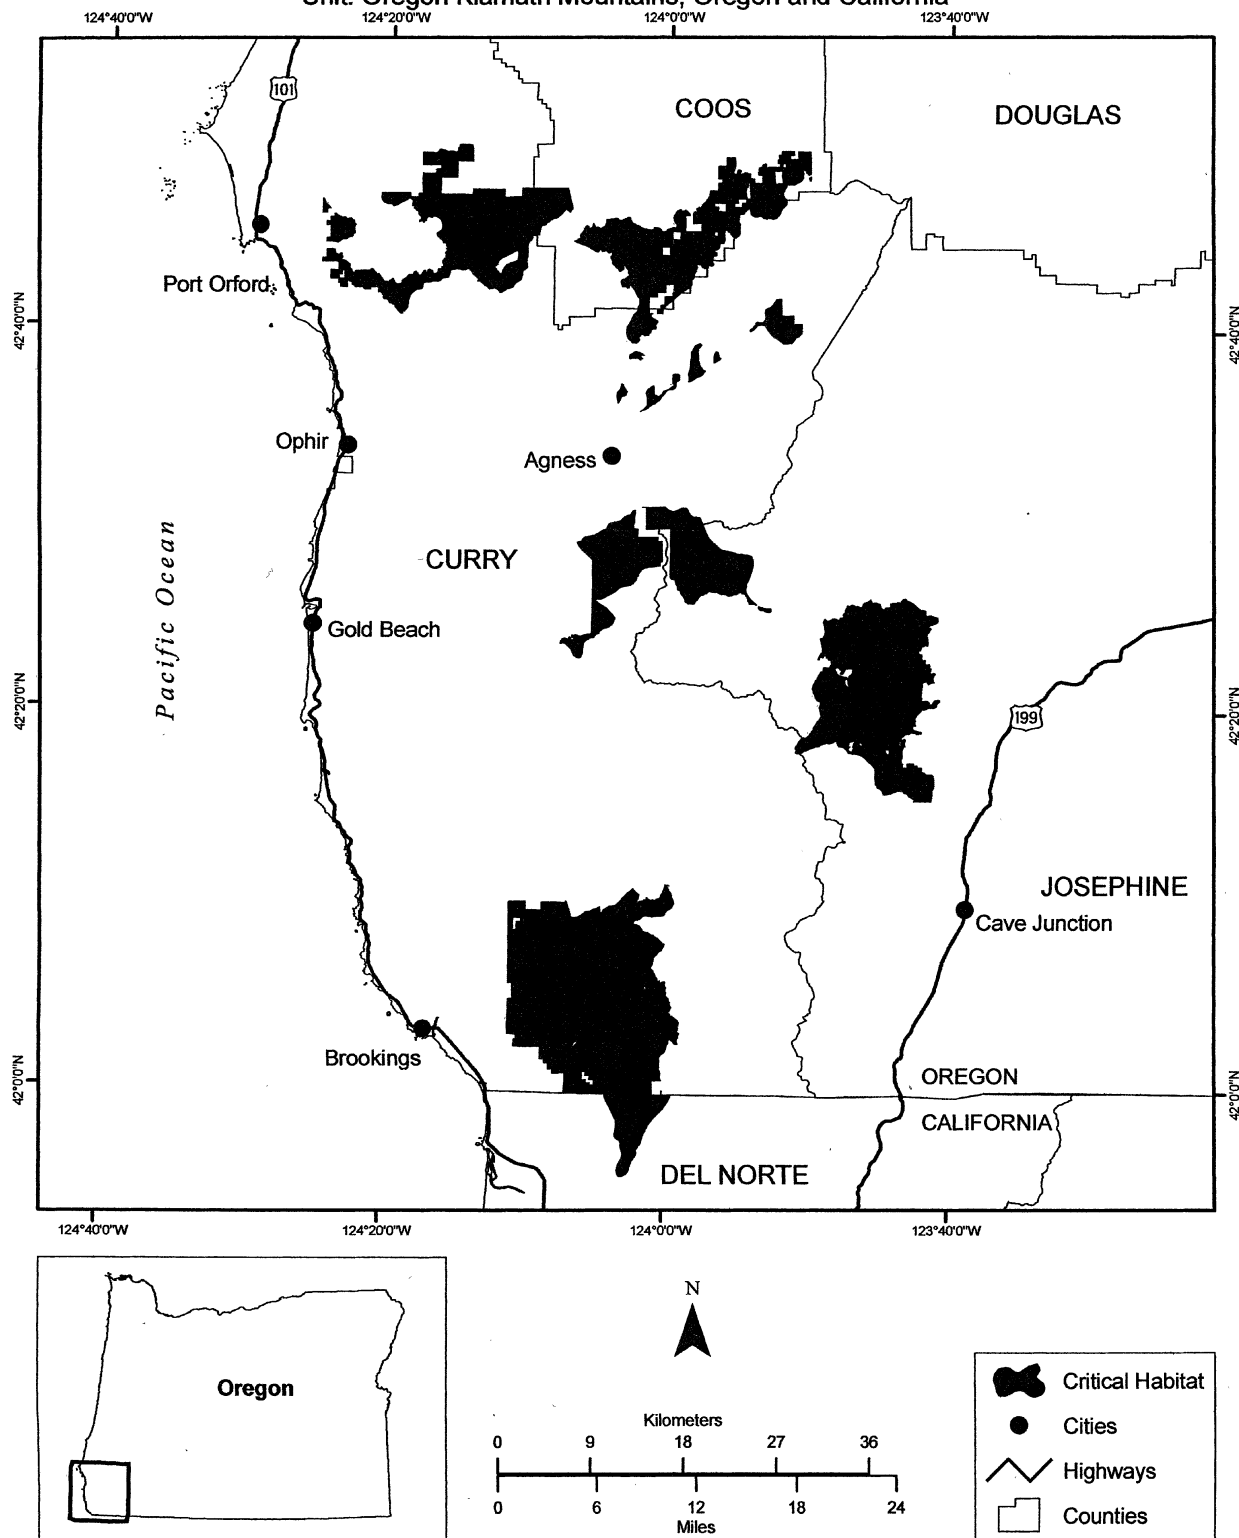 Unit: Oregon Klamath Mountains, Oregon and California
124°40'0"W 124°20'0"W 124°0'0"W 123°40'0"W
101
COOS
DOUGLAS
Port Orford
42°40'0"N
42°40'0"N
Ophir
Agness
Pacific Ocean
CURRY
Gold Beach
42°20'0"N
42°20'0"N
199
JOSEPHINE
Cave Junction
Brookings
42°0'0"N
42°0'0"N
OREGON
CALIFORNIA
DEL NORTE
124°40'0"W 124°20'0"W 124°0'0"W 123°40'0"W
Oregon
N
Kilometers
0 9 18 27 36
0 6 12 18 24
Miles
Critical Habitat
Cities
Highways
Counties